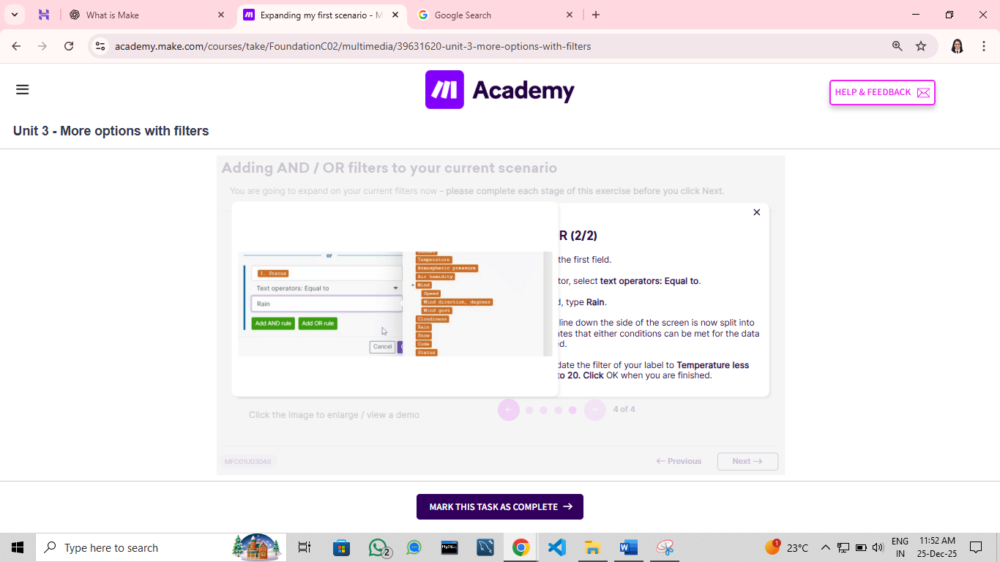 What is Make
Expanding my first scenario - M
Google Search
academy.make.com/courses/take/FoundationC02/multimedia/39631620-unit-3-more-options-with-filters
Academy
HELP & FEEDBACK
Unit 3 - More options with filters
Adding AND / OR filters to your current scenario
You are going to expand on your current filters now – please complete each stage of this exercise before you click Next.
R (2/2)
the first field.
tor, select text operators: Equal to.
d, type Rain.
line down the side of the screen is now split into
ates that either conditions can be met for the data
ed.
date the filter of your label to Temperature less
to 20. Click OK when you are finished.
or
1. Status
Text operators: Equal to
Rain
Add AND rule
Add OR rule
Cancel
Temperature
Atmospheric pressure
Air humidity
Wind
Speed
Wind direction, degrees
Wind gust
Cloudiness
Rain
Snow
Code
Status
Click the image to enlarge / view a demo
4 of 4
MFC01U0304d
← Previous
Next →
MARK THIS TASK AS COMPLETE →
Type here to search
2
MySQL
1
23°C
ENG
IN
11:52 AM
25-Dec-25